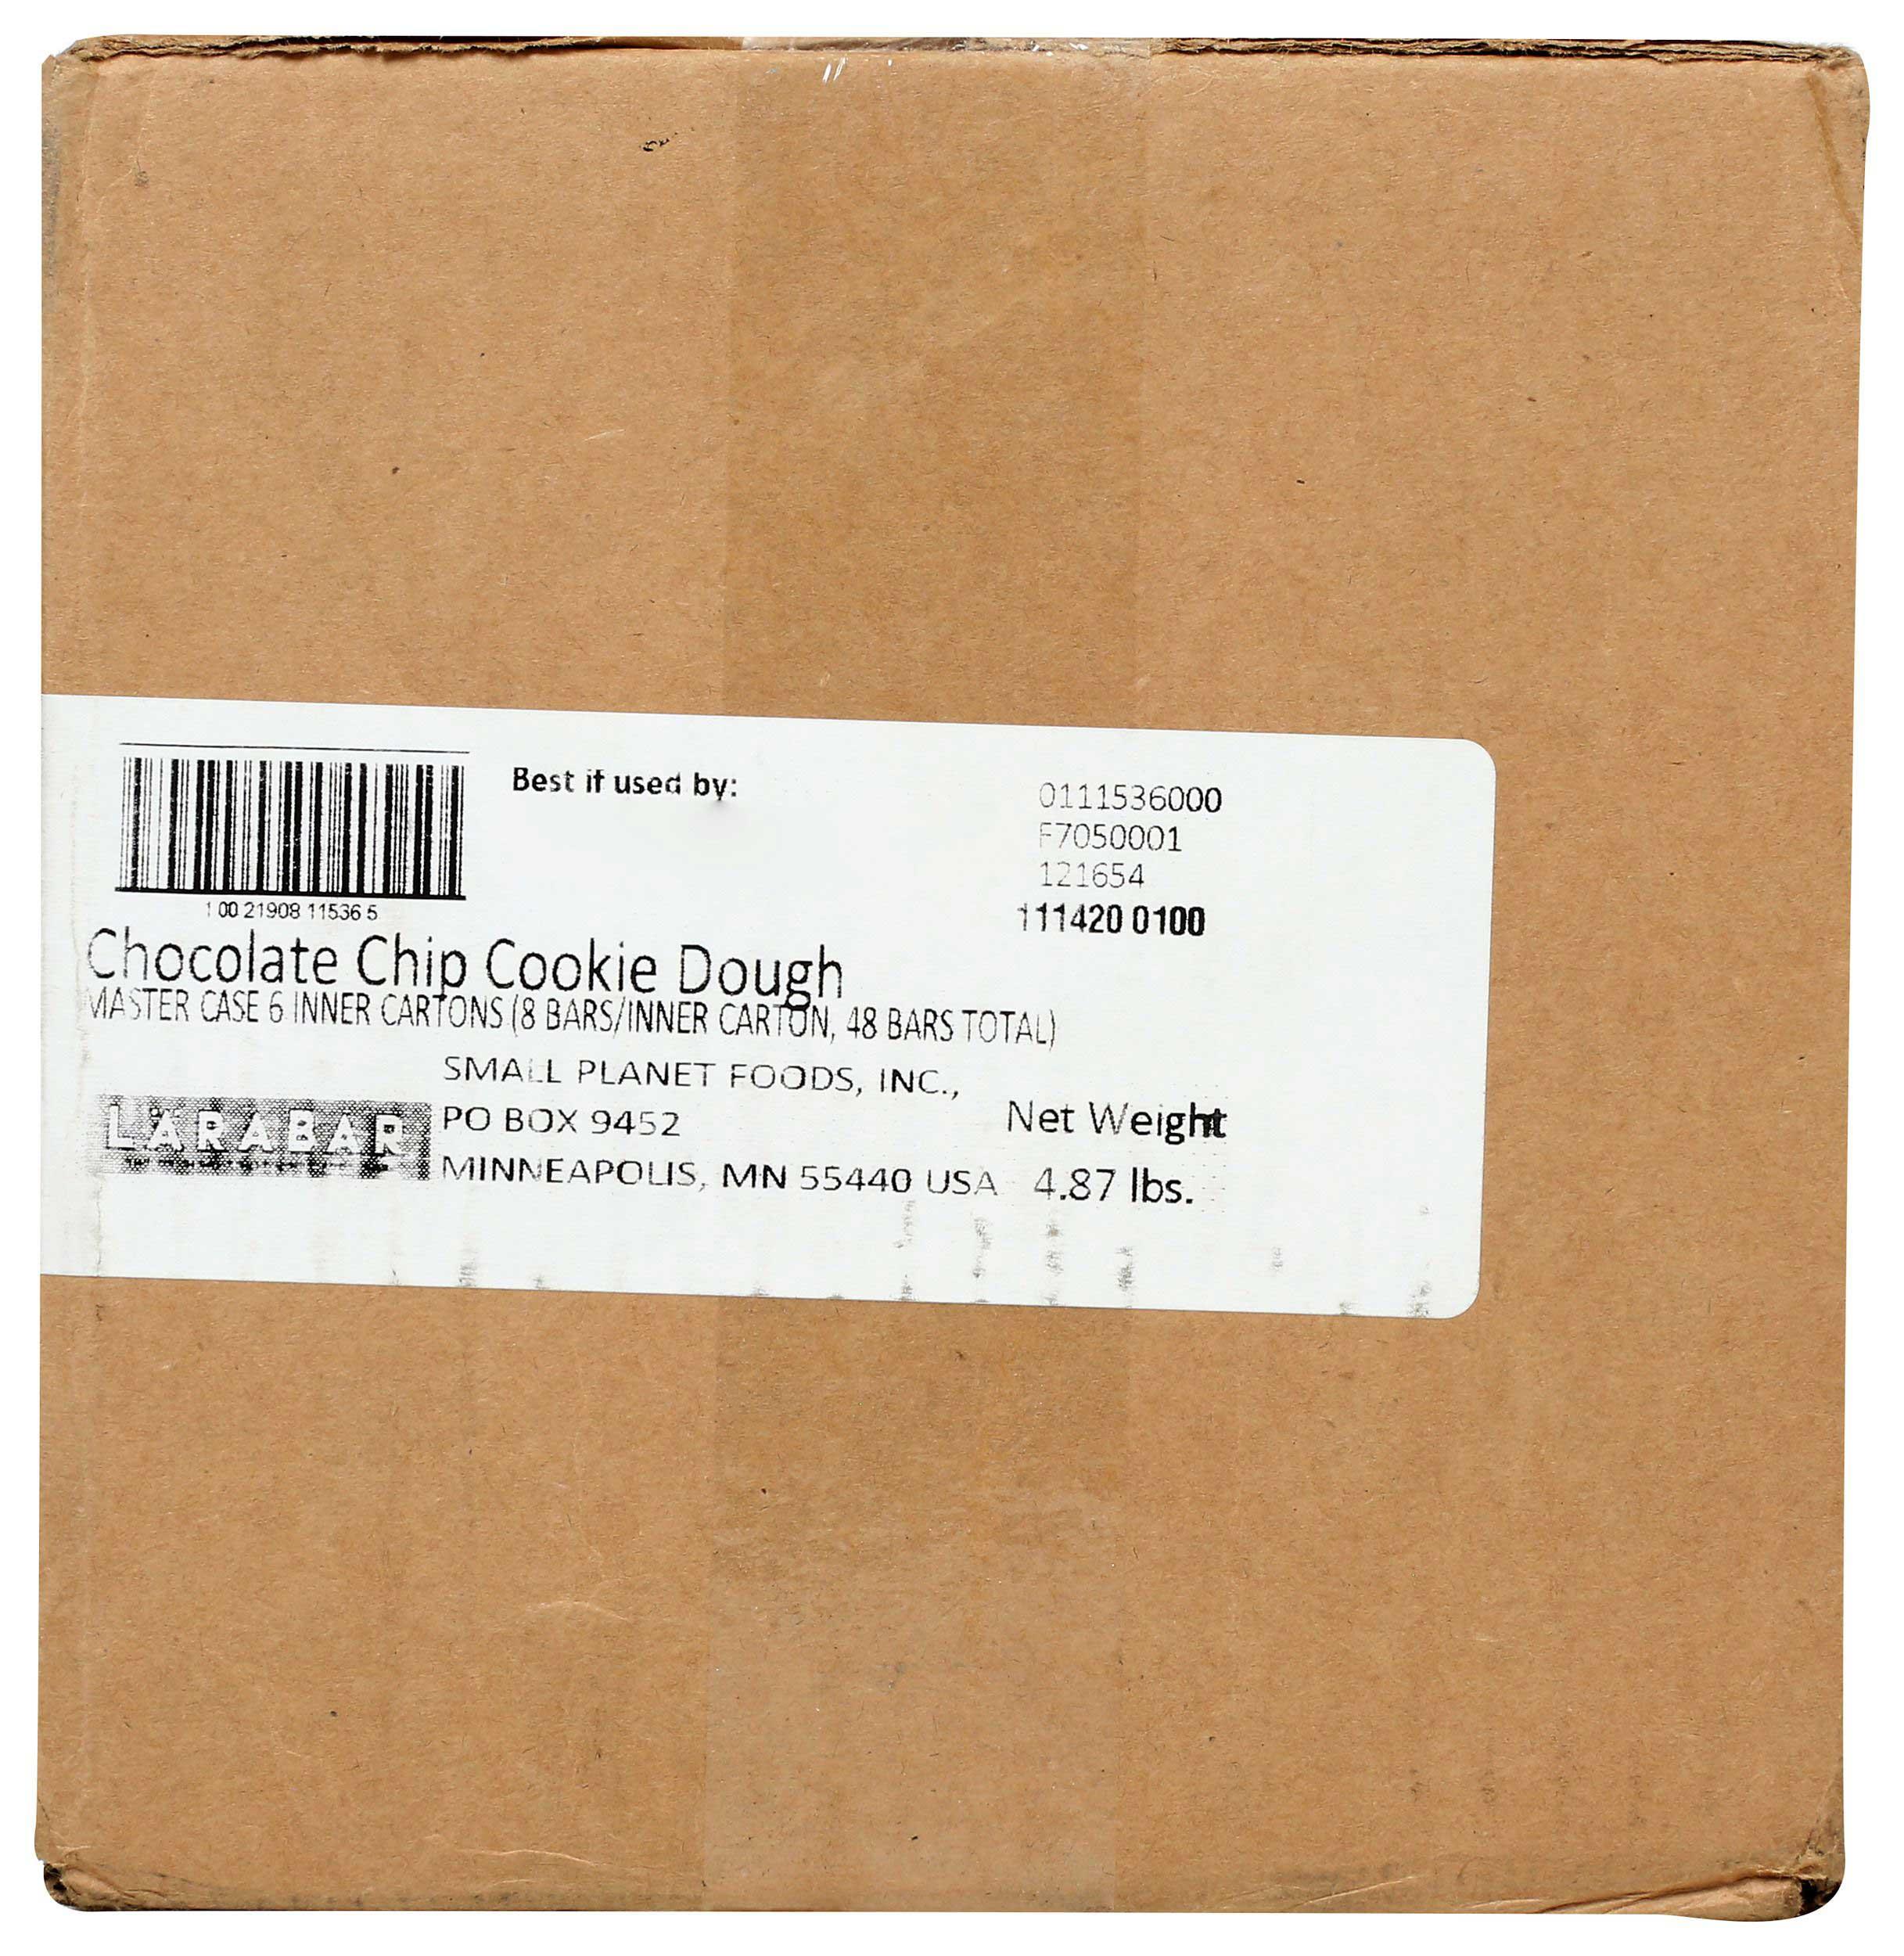 Best if used by:
0111536000
F7050001
121654
1 00 21908 11536 5
111420 0100
Chocolate Chip Cookie Dough
MASTER CASE 6 INNER CARTONS (8 BARS/INNER CARTON, 48 BARS TOTAL)
SMALL PLANET FOODS, INC.,
LÄRABAR
PO BOX 9452
Net Weight
MINNEAPOLIS, MN 55440 USA
4.87 lbs.